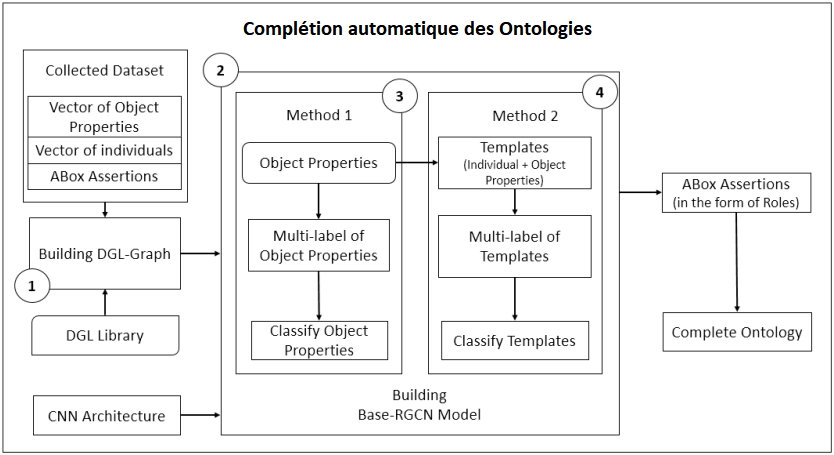 Complétion automatique des Ontologies
Collected Dataset
Vector of Object
Properties
Vector of individuals
ABox Assertions
Building DGL-Graph
1
DGL Library
CNN Architecture
2
Method 1
3
Object Properties
Multi-label of
Object Properties
Classify Object
Properties
Method 2
4
Templates
(Individual + Object
Properties)
Multi-label of
Templates
Classify Templates
Building
Base-RGCN Model
ABox Assertions
(in the form of Roles)
Complete Ontology